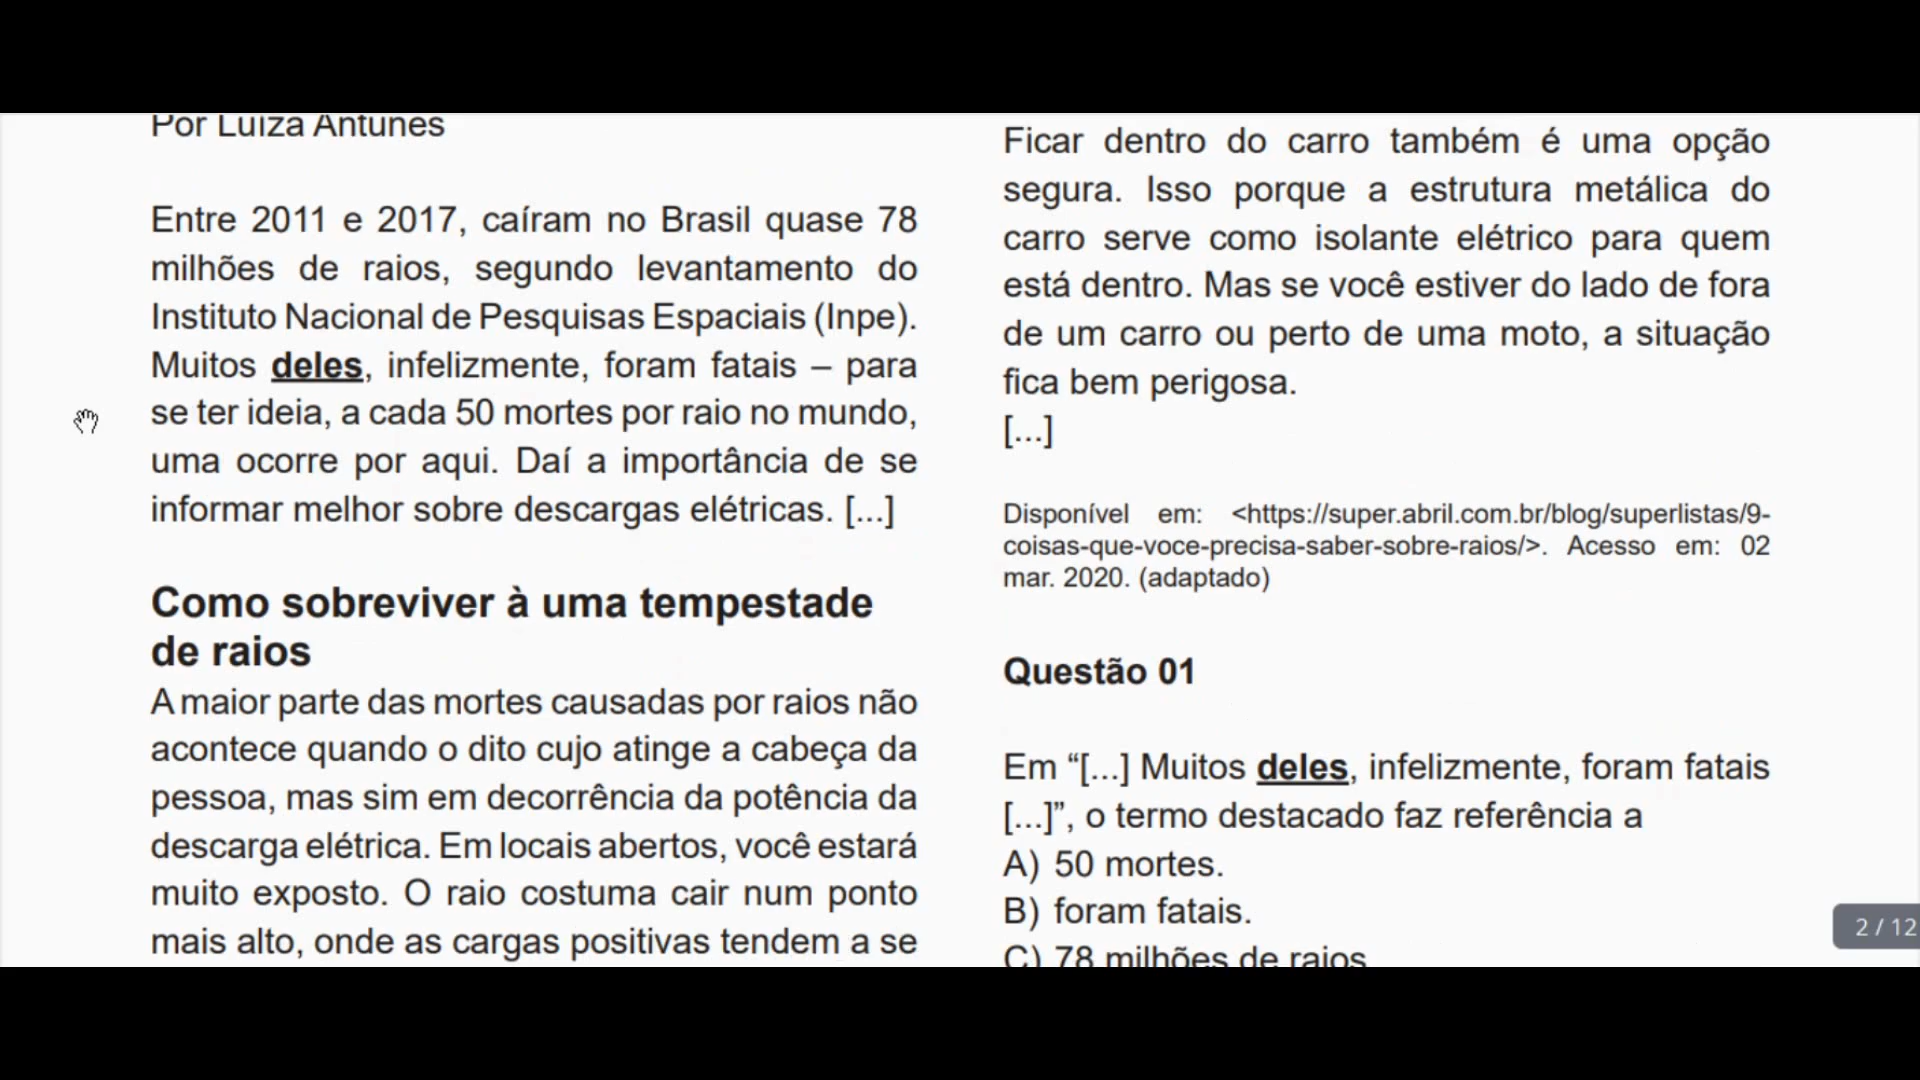 Por Luíza Antunes
Entre 2011 e 2017, caíram no Brasil quase 78
milhões de raios, segundo levantamento do
Instituto Nacional de Pesquisas Espaciais (Inpe).
Muitos deles, infelizmente, foram fatais – para
se ter ideia, a cada 50 mortes por raio no mundo,
uma ocorre por aqui. Daí a importância de se
informar melhor sobre descargas elétricas. [...]
Como sobreviver à uma tempestade
de raios
A maior parte das mortes causadas por raios não
acontece quando o dito cujo atinge a cabeça da
pessoa, mas sim em decorrência da potência da
descarga elétrica. Em locais abertos, você estará
muito exposto. O raio costuma cair num ponto
mais alto, onde as cargas positivas tendem a se
Ficar dentro do carro também é uma opção
segura. Isso porque a estrutura metálica do
carro serve como isolante elétrico para quem
está dentro. Mas se você estiver do lado de fora
de um carro ou perto de uma moto, a situação
fica bem perigosa.
[...]
Disponível em: <https://super.abril.com.br/blog/superlistas/9-
coisas-que-voce-precisa-saber-sobre-raios/>. Acesso em: 02
mar. 2020. (adaptado)
Questão 01
Em “[...] Muitos deles, infelizmente, foram fatais
[...]”, o termo destacado faz referência a
A) 50 mortes.
B) foram fatais.
C) 78 milhões de raios
2 / 12